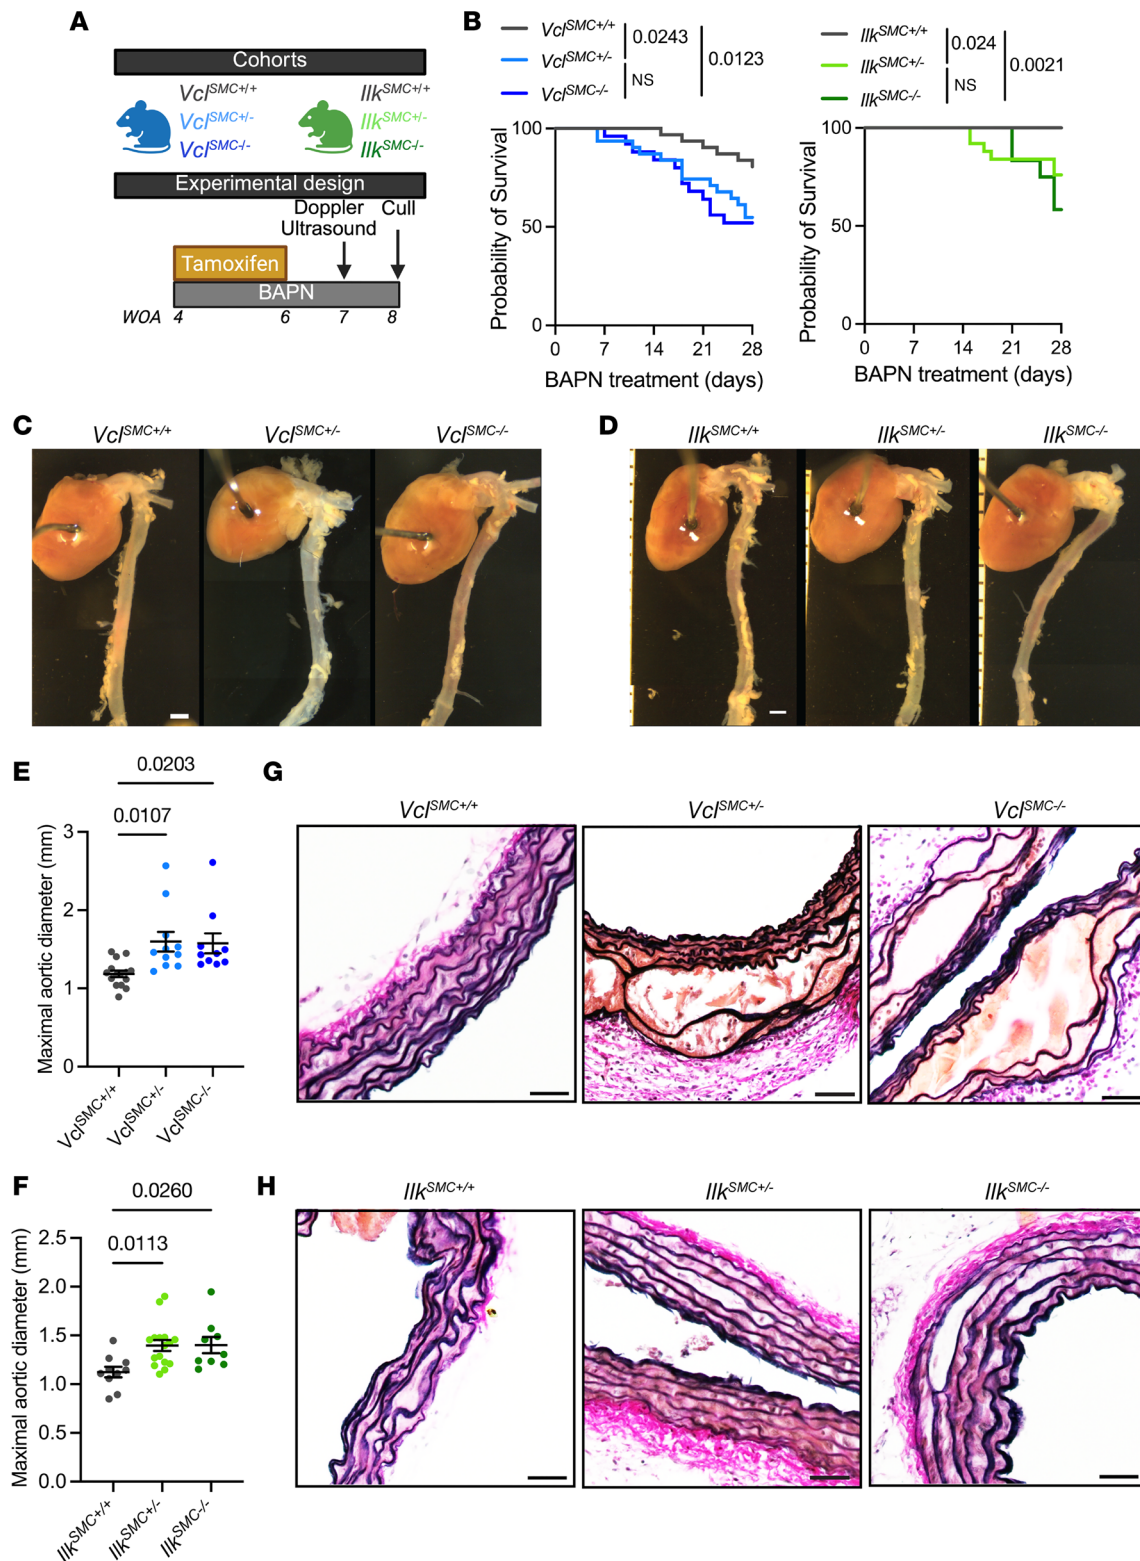 A
Cohorts
Vcl^SMC+/+
Vcl^SMC+/-
Vcl^SMC-/-
Ilk^SMC+/+
Ilk^SMC+/-
Ilk^SMC-/-
Experimental design
Doppler
Ultrasound
Cull
Tamoxifen
BAPN
WOA 4 6 7 8
B
Vcl^SMC+/+
Vcl^SMC+/-
Vcl^SMC-/-
0.0243
NS
0.0123
Probability of Survival
100
50
0
0 7 14 21 28
BAPN treatment (days)
Ilk^SMC+/+
Ilk^SMC+/-
Ilk^SMC-/-
0.024
NS
0.0021
Probability of Survival
100
50
0
0 7 14 21 28
BAPN treatment (days)
C
Vcl^SMC+/+ Vcl^SMC+/- Vcl^SMC-/-
D
Ilk^SMC+/+ Ilk^SMC+/- Ilk^SMC-/-
E
0.0203
0.0107
Maximal aortic diameter (mm)
3
2
1
0
Vcl^SMC+/+
Vcl^SMC+/-
Vcl^SMC-/-
G
Vcl^SMC+/+ Vcl^SMC+/- Vcl^SMC-/-
F
0.0260
0.0113
Maximal aortic diameter (mm)
2.5
2.0
1.5
1.0
0.5
0.0
Ilk^SMC+/+
Ilk^SMC+/-
Ilk^SMC-/-
H
Ilk^SMC+/+ Ilk^SMC+/- Ilk^SMC-/-